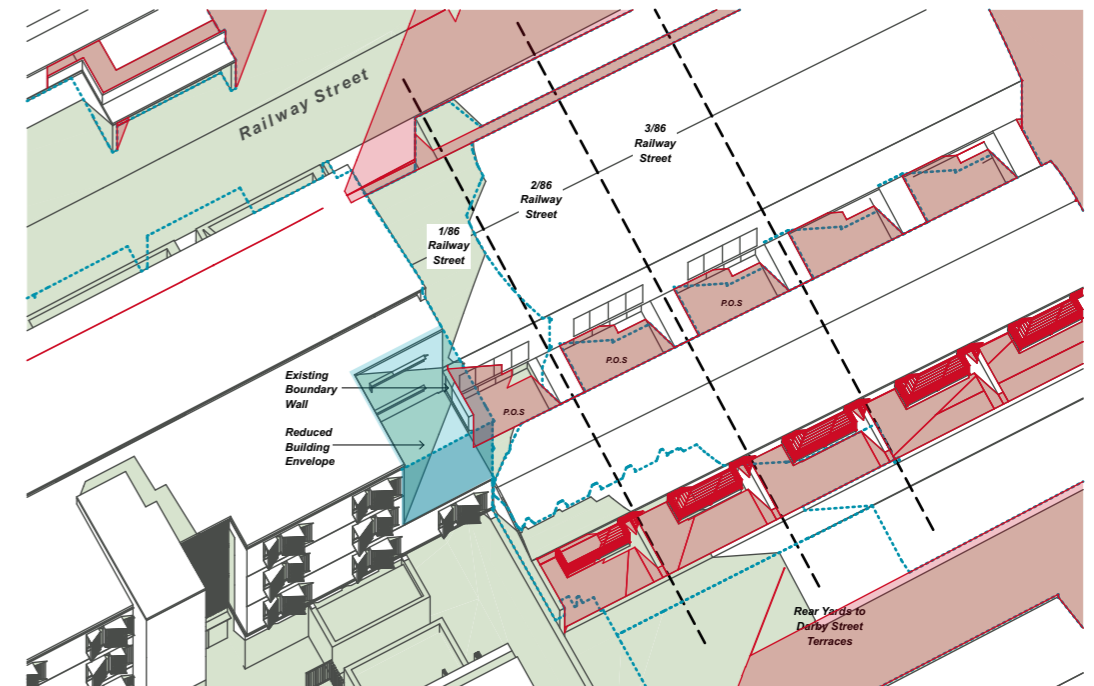 Railway Street
3/86
Railway
Street
2/86
Railway
Street
1/86
Railway
Street
P.O.S
P.O.S
P.O.S
Existing
Boundary
Wall
Reduced
Building
Envelope
Rear Yards to
Darby Street
Terraces